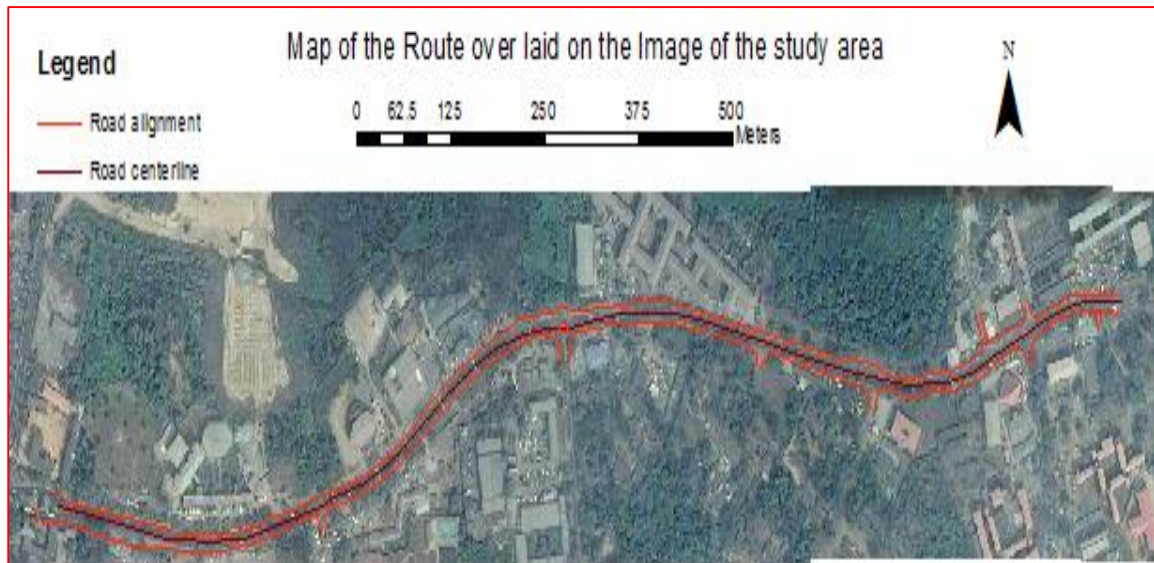 Map of the Route over laid on the Image of the study area
N
Legend
Road alignment
Road centerline
0 62.5 125 250 375 500
Meters